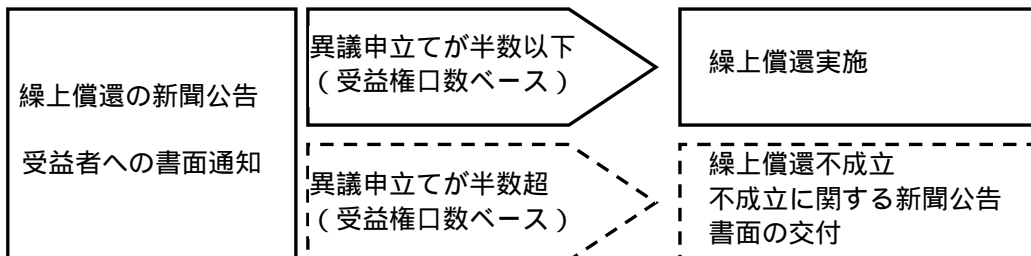 繰上償還の新聞公告
受益者への書面通知
異議申立てが半数以下
（受益権口数ベース）
繰上償還実施
異議申立てが半数超
（受益権口数ベース）
繰上償還不成立
不成立に関する新聞公告
書面の交付